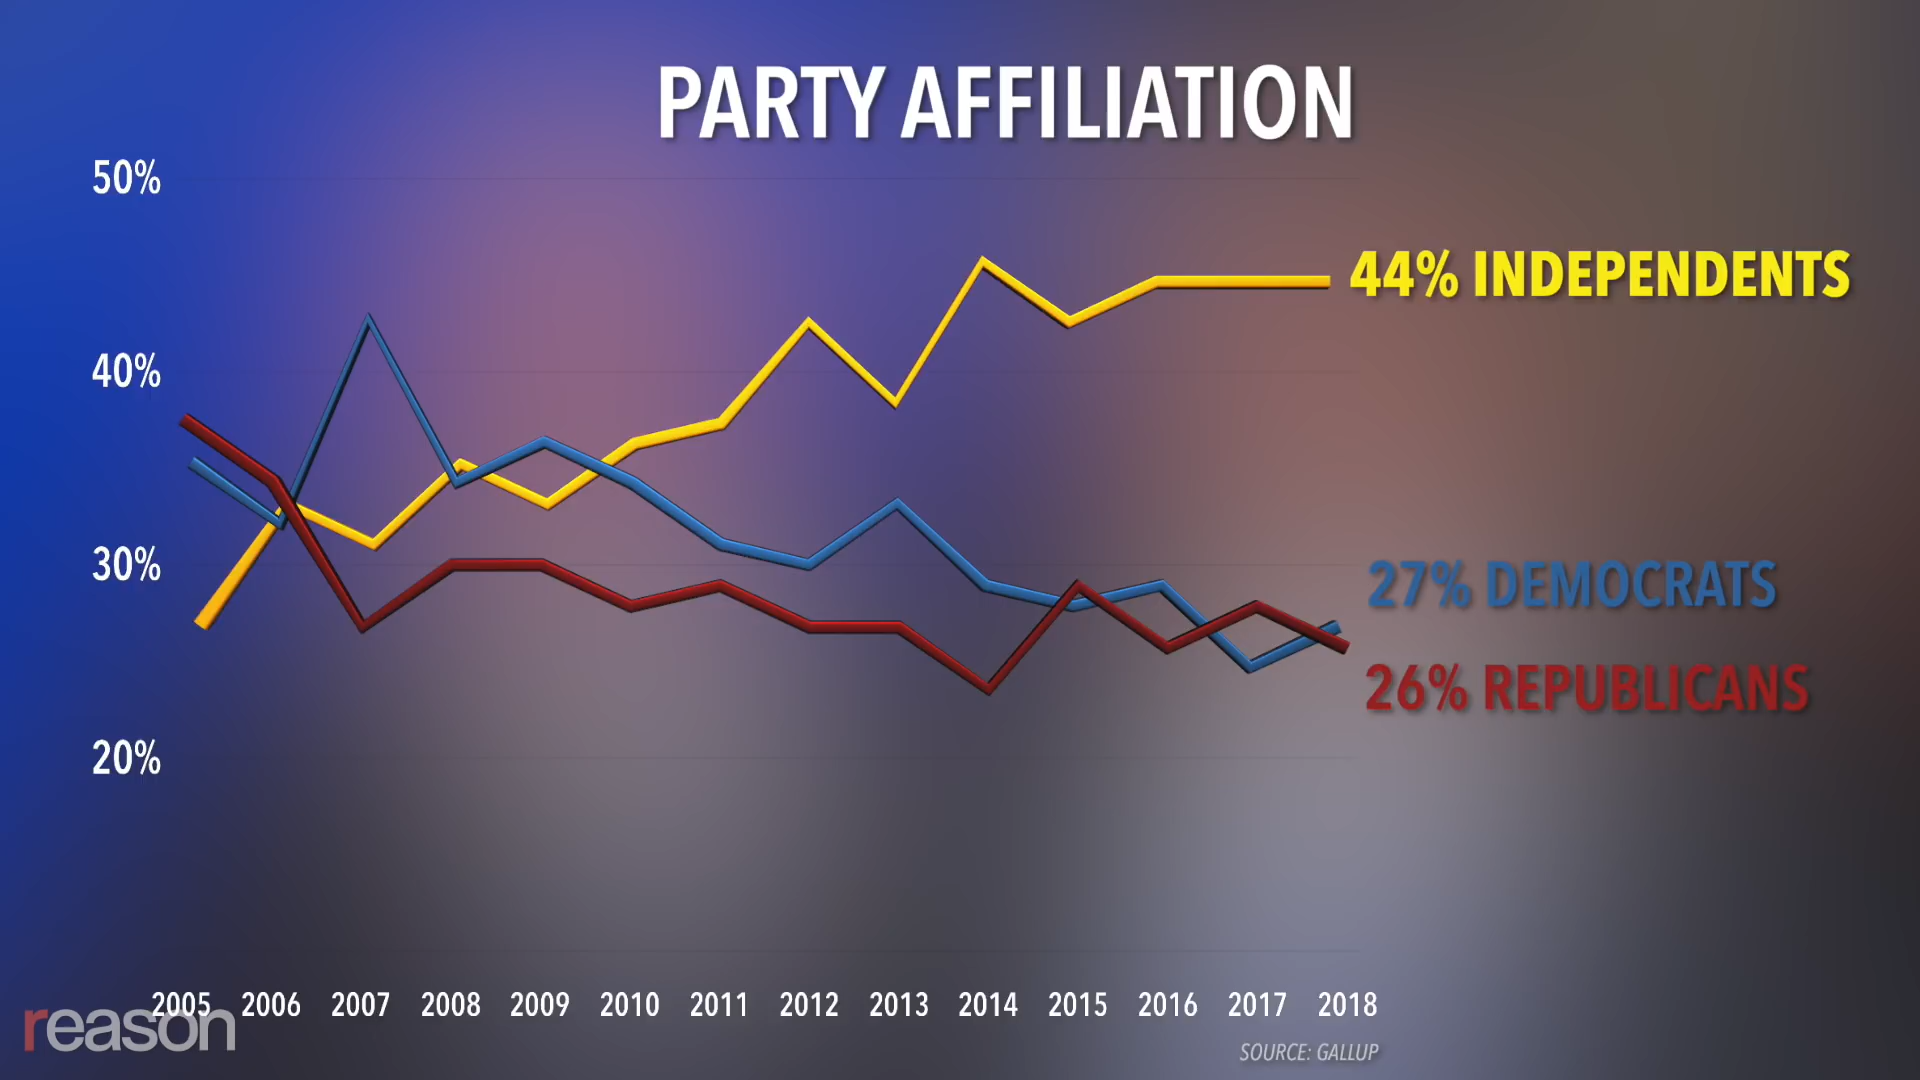 PARTY AFFILIATION
50%
44% INDEPENDENTS
40%
30%
27% DEMOCRATS
26% REPUBLICANS
20%
2005 2006 2007 2008 2009 2010 2011 2012 2013 2014 2015 2016 2017 2018
reason
SOURCE: GALLUP